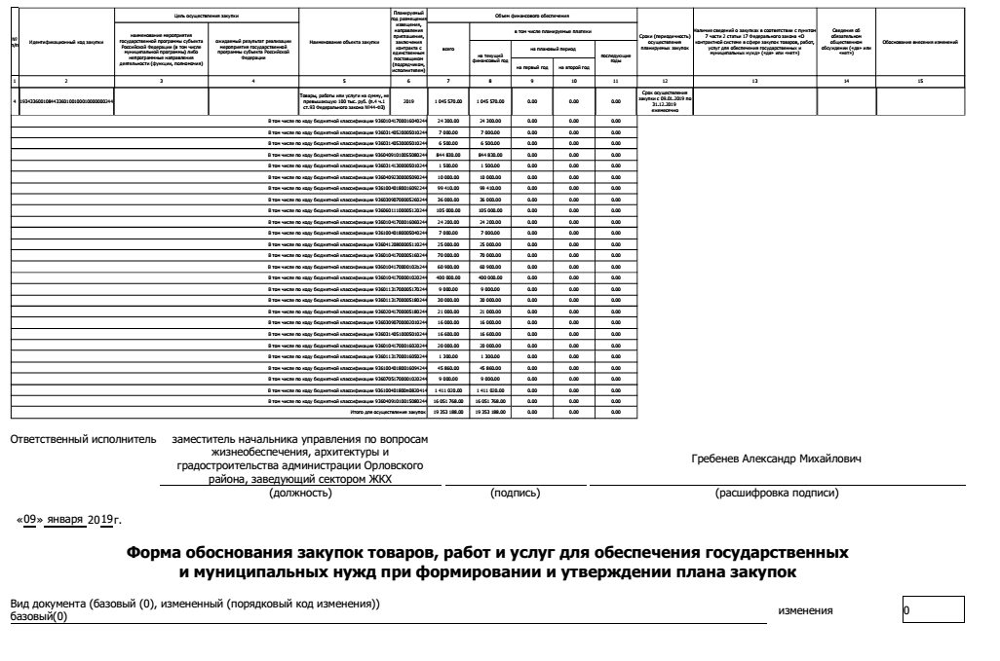 № п/п
Идентификационный код закупки
Цель осуществления закупки
наименование мероприятия государственной программы субъекта Российской Федерации (в том числе муниципальной программы) либо непрограммные направления деятельности (функции, полномочия)
ожидаемый результат реализации мероприятия государственной программы субъекта Российской Федерации
Наименование объекта закупки
Планируемый год размещения извещения, направления приглашения, заключения контракта с единственным поставщиком (подрядчиком, исполнителем)
Объем финансового обеспечения
всего
в том числе планируемые платежи
на текущий финансовый год
на плановый период
на первый год
на второй год
последующие годы
Сроки (периодичность) осуществления планируемых закупок
Наличие сведений о закупках в соответствии с пунктом 7 части 2 статьи 17 Федерального закона «О контрактной системе в сфере закупок товаров, работ, услуг для обеспечения государственных и муниципальных нужд» («да» или «нет»)
Сведения об обязательном общественном обсуждении («да» или «нет»)
Обоснование внесения изменений
1 2 3 4 5 6 7 8 9 10 11 12 13 14 15
4
Товары, работы или услуги на сумму, не превышающую 100 тыс. руб. (п.4 ч.1 ст.93 Федерального закона №44-ФЗ)
2019 1 045 570.00 1 045 570.00 0.00 0.00 0.00
Срок осуществления закупки с 09.01.2019 по 31.12.2019 ежемесячно
В том числе по коду бюджетной классификации 24 300.00 24 300.00 0.00 0.00 0.00
В том числе по коду бюджетной классификации 7 000.00 7 000.00 0.00 0.00 0.00
В том числе по коду бюджетной классификации 6 500.00 6 500.00 0.00 0.00 0.00
В том числе по коду бюджетной классификации 844 830.00 844 830.00 0.00 0.00 0.00
В том числе по коду бюджетной классификации 1 500.00 1 500.00 0.00 0.00 0.00
В том числе по коду бюджетной классификации 10 000.00 10 000.00 0.00 0.00 0.00
В том числе по коду бюджетной классификации 99 410.00 99 410.00 0.00 0.00 0.00
В том числе по коду бюджетной классификации 36 000.00 36 000.00 0.00 0.00 0.00
В том числе по коду бюджетной классификации 105 000.00 105 000.00 0.00 0.00 0.00
В том числе по коду бюджетной классификации 24 200.00 24 200.00 0.00 0.00 0.00
В том числе по коду бюджетной классификации 7 000.00 7 000.00 0.00 0.00 0.00
В том числе по коду бюджетной классификации 25 000.00 25 000.00 0.00 0.00 0.00
В том числе по коду бюджетной классификации 70 000.00 70 000.00 0.00 0.00 0.00
В том числе по коду бюджетной классификации 60 900.00 60 900.00 0.00 0.00 0.00
В том числе по коду бюджетной классификации 400 000.00 400 000.00 0.00 0.00 0.00
В том числе по коду бюджетной классификации 9 000.00 9 000.00 0.00 0.00 0.00
В том числе по коду бюджетной классификации 30 000.00 30 000.00 0.00 0.00 0.00
В том числе по коду бюджетной классификации 21 000.00 21 000.00 0.00 0.00 0.00
В том числе по коду бюджетной классификации 16 000.00 16 000.00 0.00 0.00 0.00
В том числе по коду бюджетной классификации 16 600.00 16 600.00 0.00 0.00 0.00
В том числе по коду бюджетной классификации 20 000.00 20 000.00 0.00 0.00 0.00
В том числе по коду бюджетной классификации 1 300.00 1 300.00 0.00 0.00 0.00
В том числе по коду бюджетной классификации 45 860.00 45 860.00 0.00 0.00 0.00
В том числе по коду бюджетной классификации 9 000.00 9 000.00 0.00 0.00 0.00
В том числе по коду бюджетной классификации 1 411 020.00 1 411 020.00 0.00 0.00 0.00
В том числе по коду бюджетной классификации 16 051 768.00 16 051 768.00 0.00 0.00 0.00
Итого для осуществления закупок 19 353 188.00 19 353 188.00 0.00 0.00 0.00
Ответственный исполнитель заместитель начальника управления по вопросам
жизнеобеспечения, архитектуры и
градостроительства администрации Орловского
района, заведующий сектором ЖКХ
Гребенев Александр Михайлович
(должность) (подпись) (расшифровка подписи)
«09» января 2019г.
Форма обоснования закупок товаров, работ и услуг для обеспечения государственных
и муниципальных нужд при формировании и утверждении плана закупок
Вид документа (базовый (0), измененный (порядковый код изменения))
базовый(0)
изменения 0